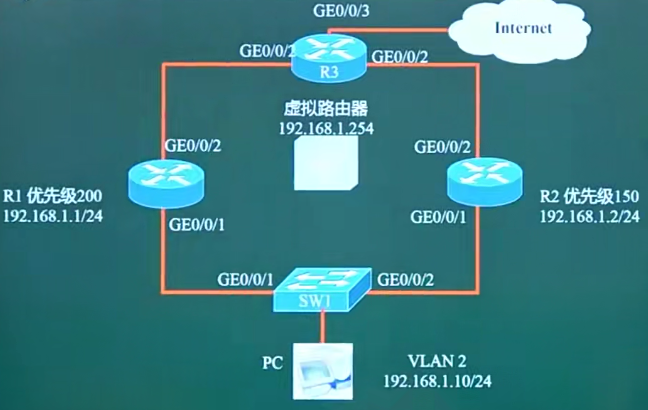 GE0/0/3
Internet
GE0/0/2
GE0/0/2
R3
虚拟路由器
192.168.1.254
GE0/0/2
GE0/0/2
R1 优先级200
192.168.1.1/24
R2 优先级150
192.168.1.2/24
GE0/0/1
GE0/0/1
GE0/0/1
GE0/0/2
SW1
PC
VLAN 2
192.168.1.10/24